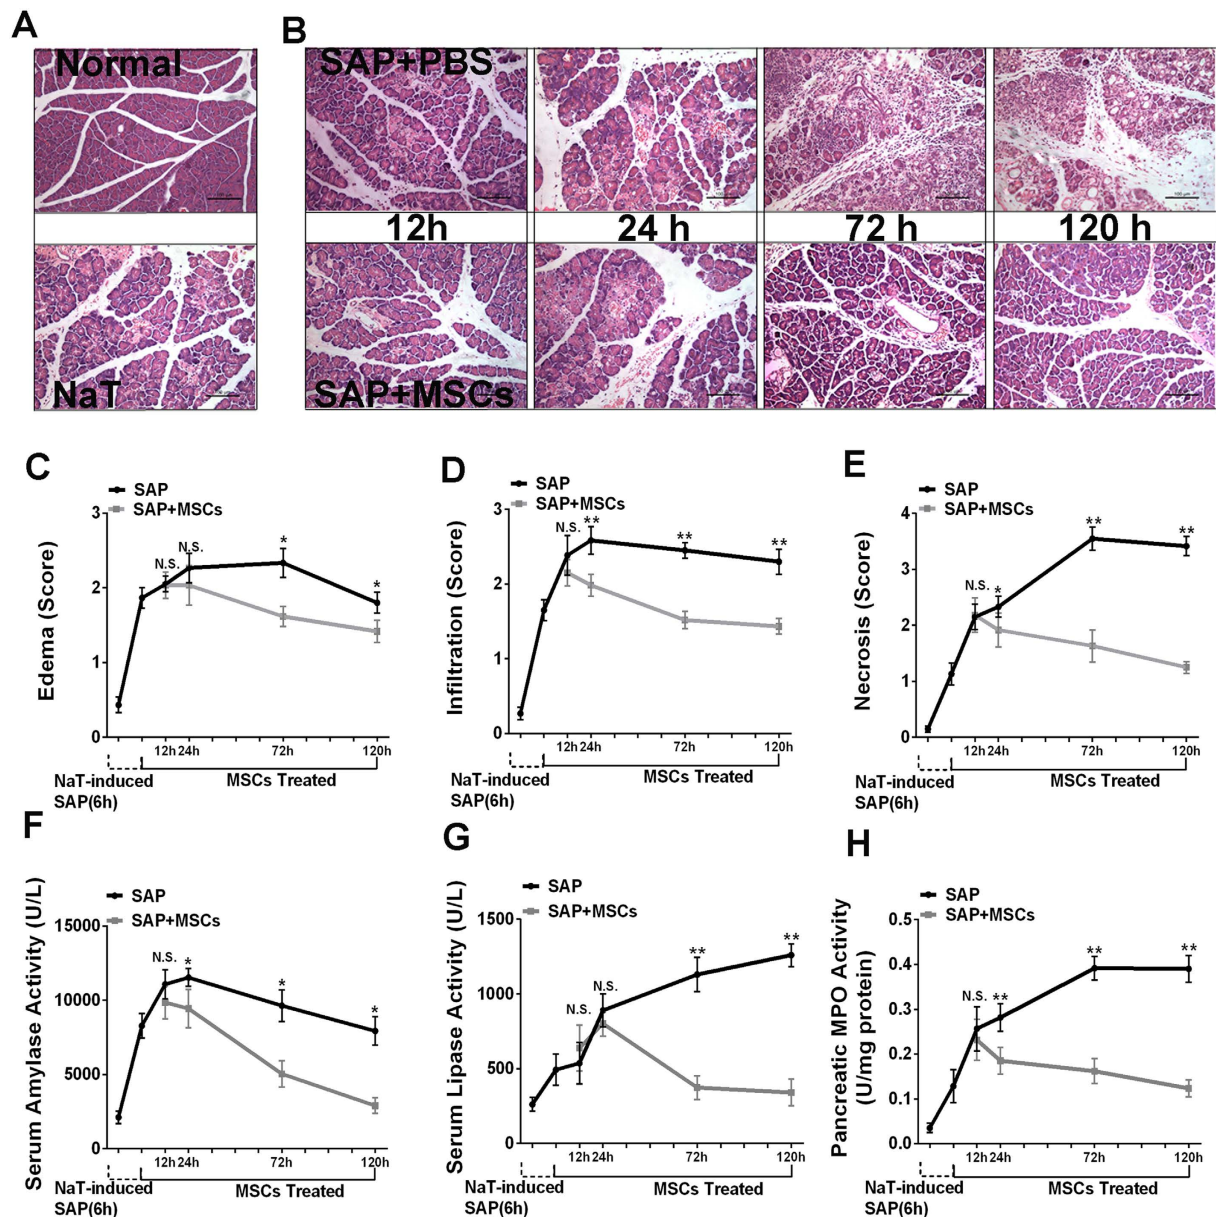 A
B
Normal
SAP+PBS
12h
24 h
72 h
120 h
NaT
SAP+MSCs
C
SAP
SAP+MSCs
Edema (Score)
3
2
1
0
N.S.
N.S.
*
*
12h
24h
72h
120h
NaT-induced
SAP(6h)
MSCs Treated
D
SAP
SAP+MSCs
Infiltration (Score)
3
2
1
0
N.S.
**
**
**
12h
24h
72h
120h
NaT-induced
SAP(6h)
MSCs Treated
E
SAP
SAP+MSCs
Necrosis (Score)
4
3
2
1
0
N.S.
*
**
**
12h
24h
72h
120h
NaT-induced
SAP(6h)
MSCs Treated
F
SAP
SAP+MSCs
Serum Amylase Activity (U/L)
15000
10000
5000
0
N.S.
*
*
*
12h
24h
72h
120h
NaT-induced
SAP(6h)
MSCs Treated
G
SAP
SAP+MSCs
Serum Lipase Activity (U/L)
1500
1000
500
0
N.S.
N.S.
**
**
12h
24h
72h
120h
NaT-induced
SAP(6h)
MSCs Treated
H
SAP
SAP+MSCs
Pancreatic MPO Activity
(U/mg protein)
0.5
0.4
0.3
0.2
0.1
0.0
N.S.
**
**
**
12h
24h
72h
120h
NaT-induced
SAP(6h)
MSCs Treated